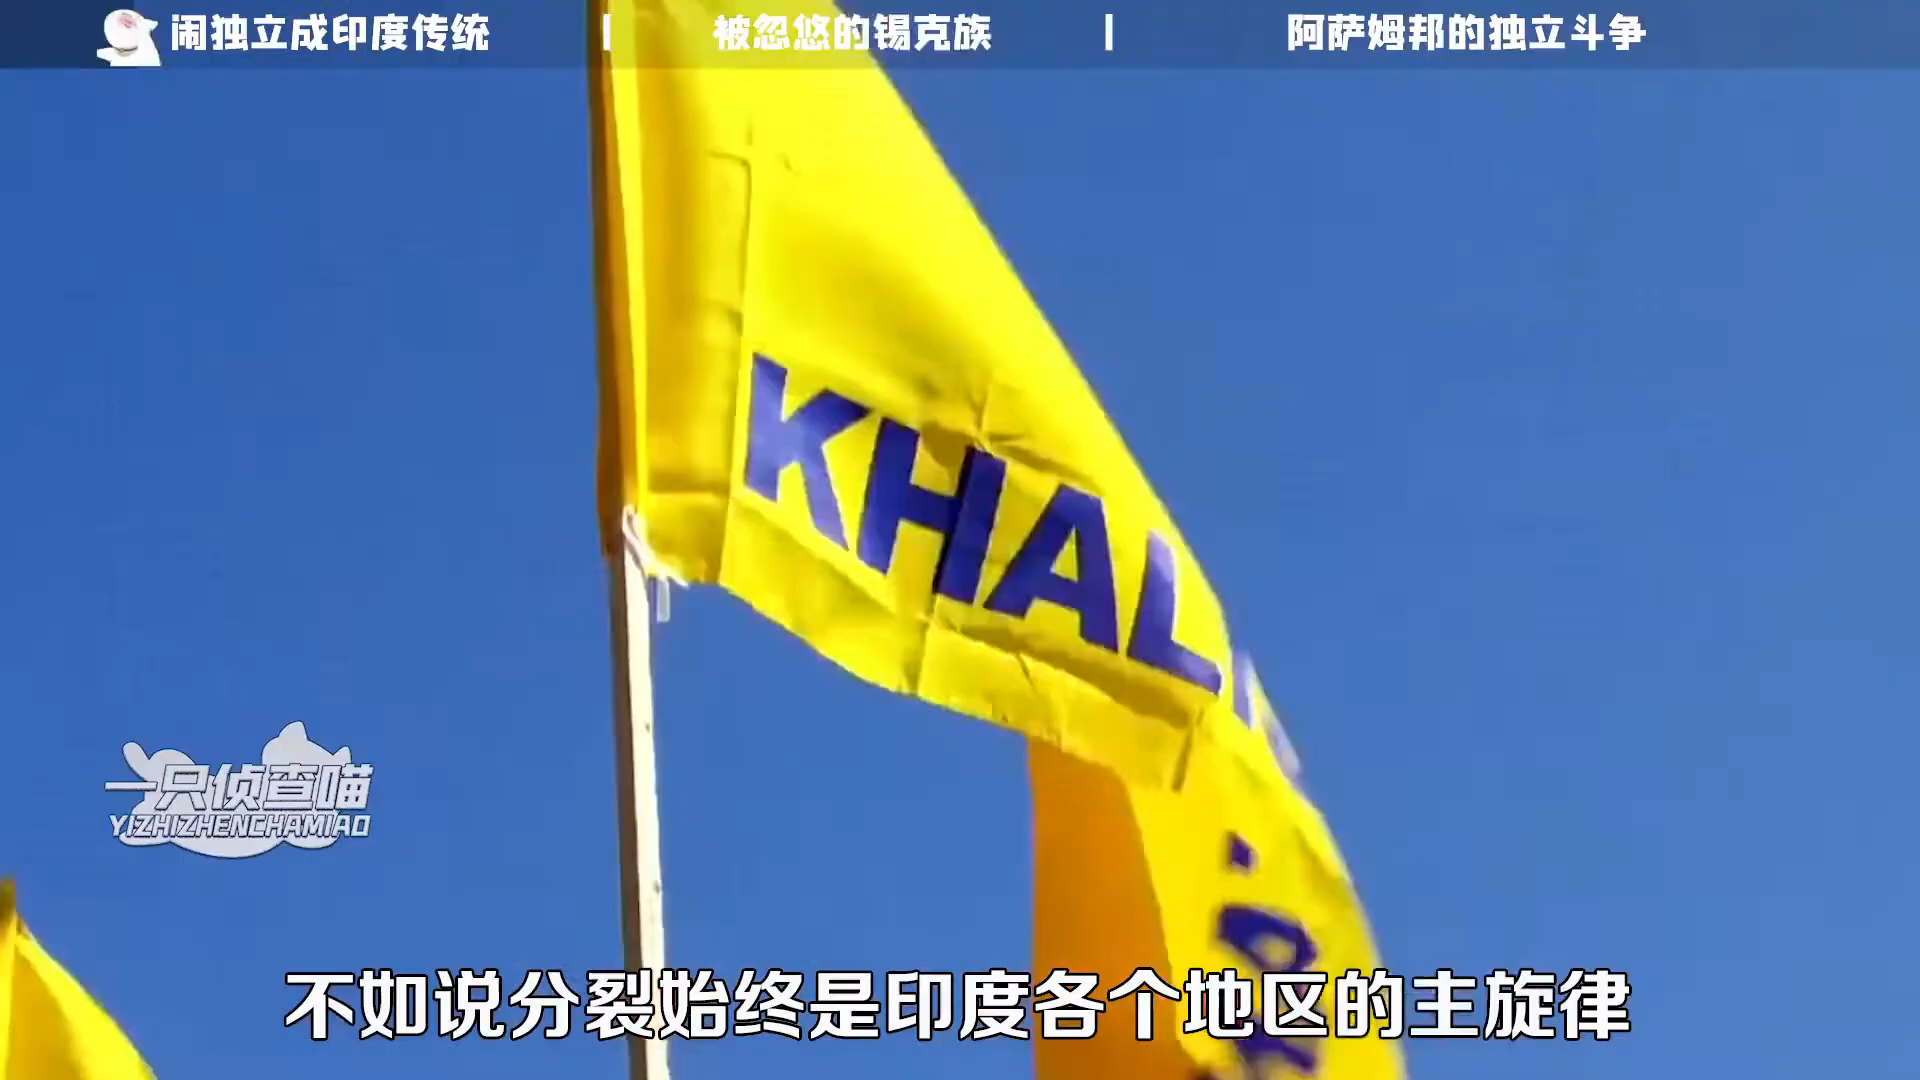 闹独立成印度传统 | 被忽悠的锡克族 | 阿萨姆邦的独立斗争
KHAL
一只侦查喵
YIZHIZHENCHAMIAO
不如说分裂始终是印度各个地区的主旋律